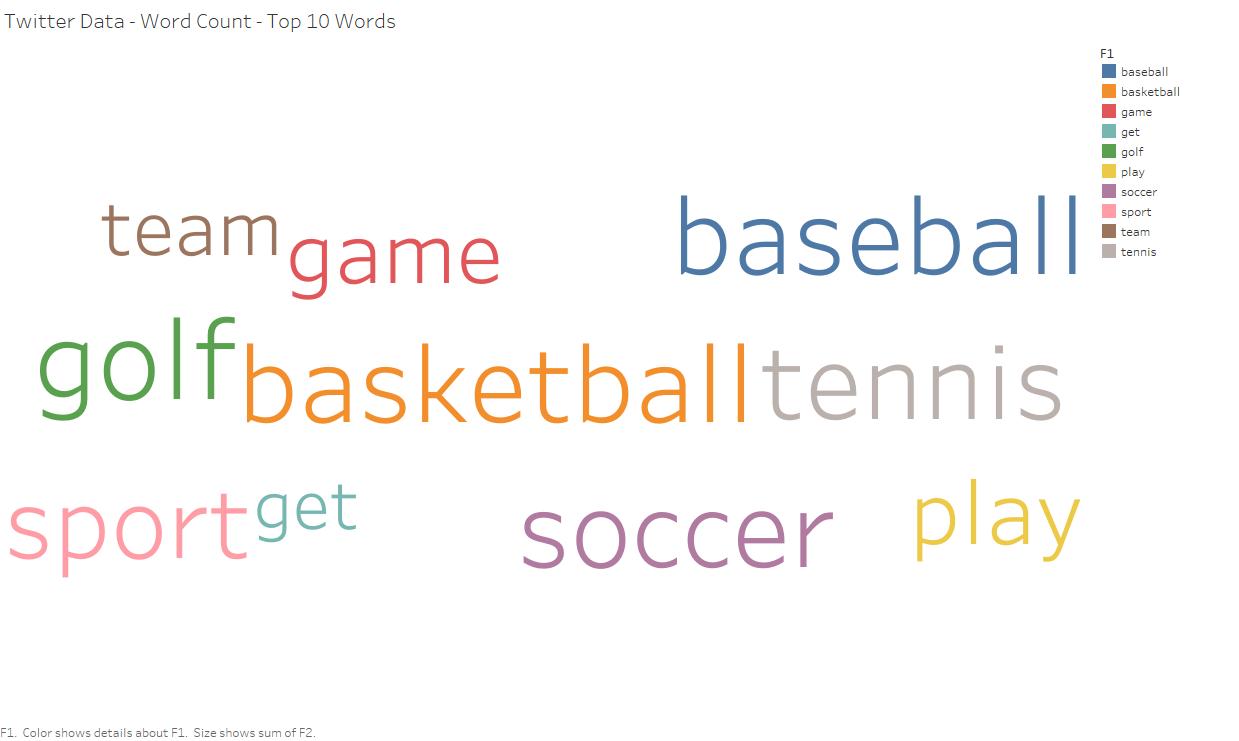 Twitter Data - Word Count - Top 10 Words
F1
baseball
basketball
game
get
golf
play
soccer
sport
team
tennis
team game baseball
golf basketball tennis
sport get soccer play
F1. Color shows details about F1. Size shows sum of F2.